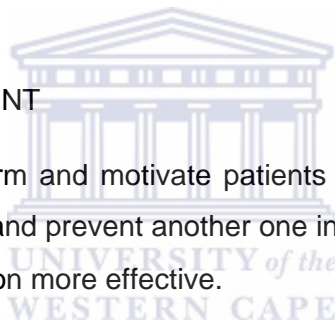 NT
rm and motivate patients
and prevent another one in
UNIVERSITY of the
on more effective.
WESTERN CAPE